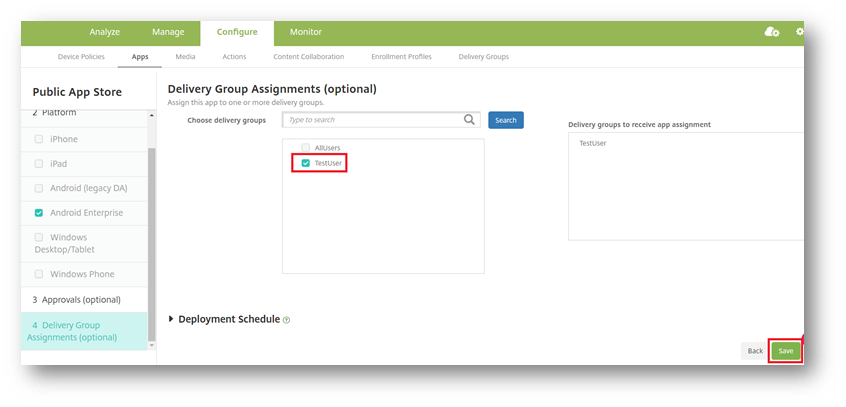 Analyze Manage Configure Monitor
Device Policies Apps Media Actions Content Collaboration Enrollment Profiles Delivery Groups
Public App Store
2 Platform
iPhone
iPad
Android (legacy DA)
Android Enterprise
Windows
Desktop/Tablet
Windows Phone
3 Approvals (optional)
4 Delivery Group
Assignments (optional)
Delivery Group Assignments (optional)
Assign this app to one or more delivery groups.
Choose delivery groups
Type to search
Search
AllUsers
TestUser
Delivery groups to receive app assignment
TestUser
Deployment Schedule ?
Back Save